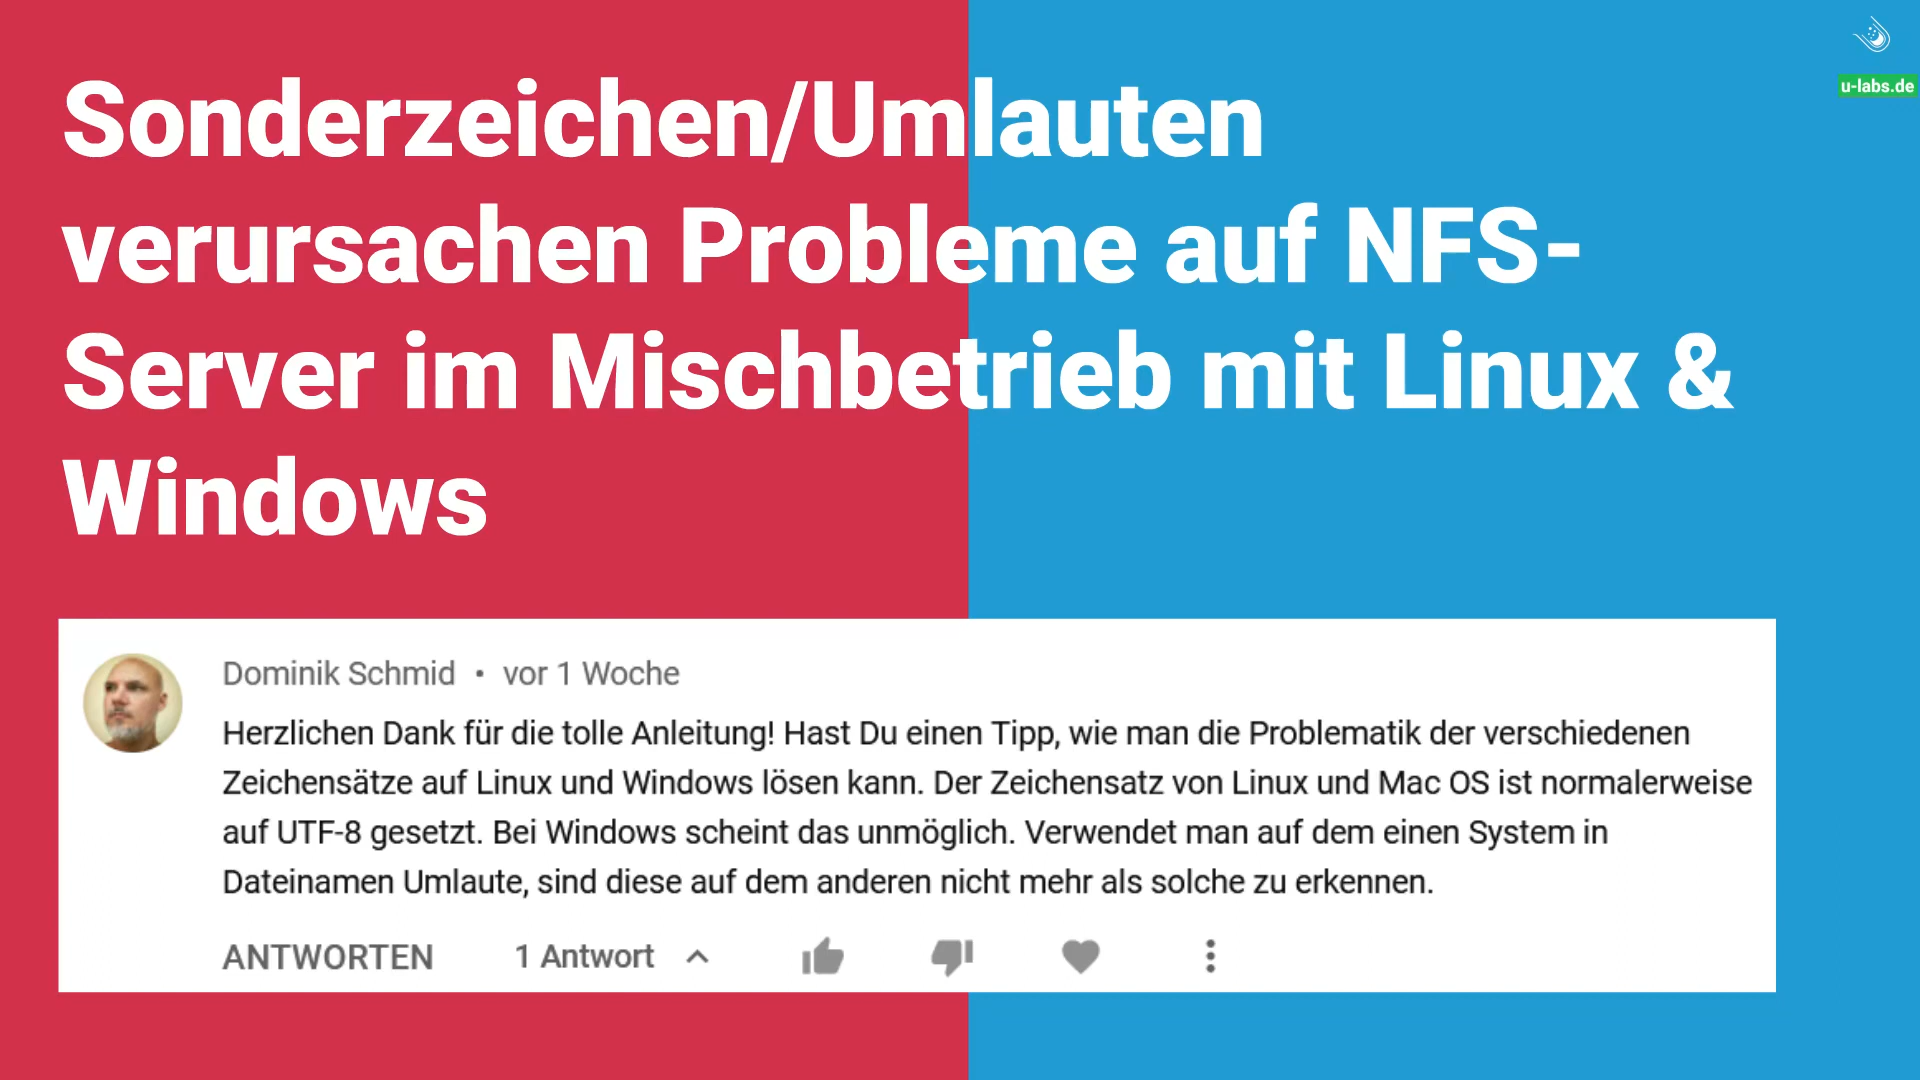 u-labs.de
Sonderzeichen/Umlauten
verursachen Probleme auf NFS-
Server im Mischbetrieb mit Linux &
Windows
Dominik Schmid • vor 1 Woche
Herzlichen Dank für die tolle Anleitung! Hast Du einen Tipp, wie man die Problematik der verschiedenen
Zeichensätze auf Linux und Windows lösen kann. Der Zeichensatz von Linux und Mac OS ist normalerweise
auf UTF-8 gesetzt. Bei Windows scheint das unmöglich. Verwendet man auf dem einen System in
Dateinamen Umlaute, sind diese auf dem anderen nicht mehr als solche zu erkennen.
ANTWORTEN 1 Antwort